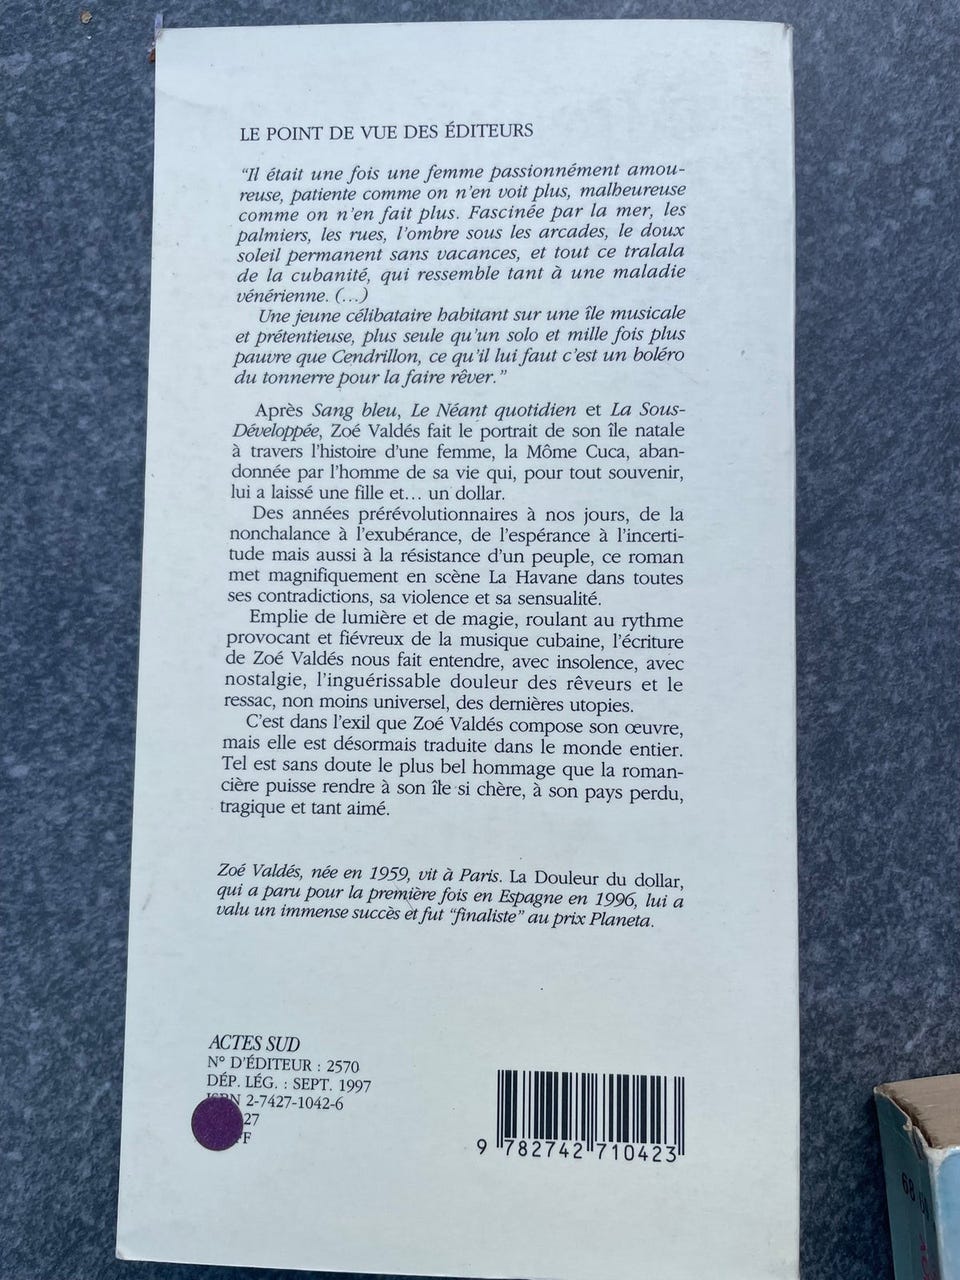 LE POINT DE VUE DES ÉDITEURS
“Il était une fois une femme passionnément amou-
reuse, patiente comme on n’en voit plus, malheureuse
comme on n’en fait plus. Fascinée par la mer, les
palmiers, les rues, l’ombre sous les arcades, le doux
soleil permanent sans vacances, et tout ce tralala
de la cubanité, qui ressemble tant à une maladie
vénérienne. (…)
Une jeune célibataire habitant sur une île musicale
et prétentieuse, plus seule qu’un solo et mille fois plus
pauvre que Cendrillon, ce qu’il lui faut c’est un boléro
du tonnerre pour la faire rêver.”
Après Sang bleu, Le Néant quotidien et La Sous-
Développée, Zoé Valdés fait le portrait de son île natale
à travers l’histoire d’une femme, la Môme Cuca, aban-
donnée par l’homme de sa vie qui, pour tout souvenir,
lui a laissé une fille et… un dollar.
Des années prérévolutionnaires à nos jours, de la
nonchalance à l’exubérance, de l’espérance à l’incerti-
tude mais aussi à la résistance d’un peuple, ce roman
met magnifiquement en scène La Havane dans toutes
ses contradictions, sa violence et sa sensualité.
Emplie de lumière et de magie, roulant au rythme
provocant et fiévreux de la musique cubaine, l’écriture
de Zoé Valdés nous fait entendre, avec insolence, avec
nostalgie, l’inguérissable douleur des rêveurs et le
ressac, non moins universel, des dernières utopies.
C’est dans l’exil que Zoé Valdés compose son œuvre,
mais elle est désormais traduite dans le monde entier.
Tel est sans doute le plus bel hommage que la roman-
cière puisse rendre à son île si chère, à son pays perdu,
tragique et tant aimé.
Zoé Valdés, née en 1959, vit à Paris. La Douleur du dollar,
qui a paru pour la première fois en Espagne en 1996, lui a
valu un immense succès et fut “finaliste” au prix Planeta.
ACTES SUD
N° D’ÉDITEUR : 2570
DÉP. LÉG. : SEPT. 1997
ISBN 2-7427-1042-6
27
FF
9 782742 710423
68